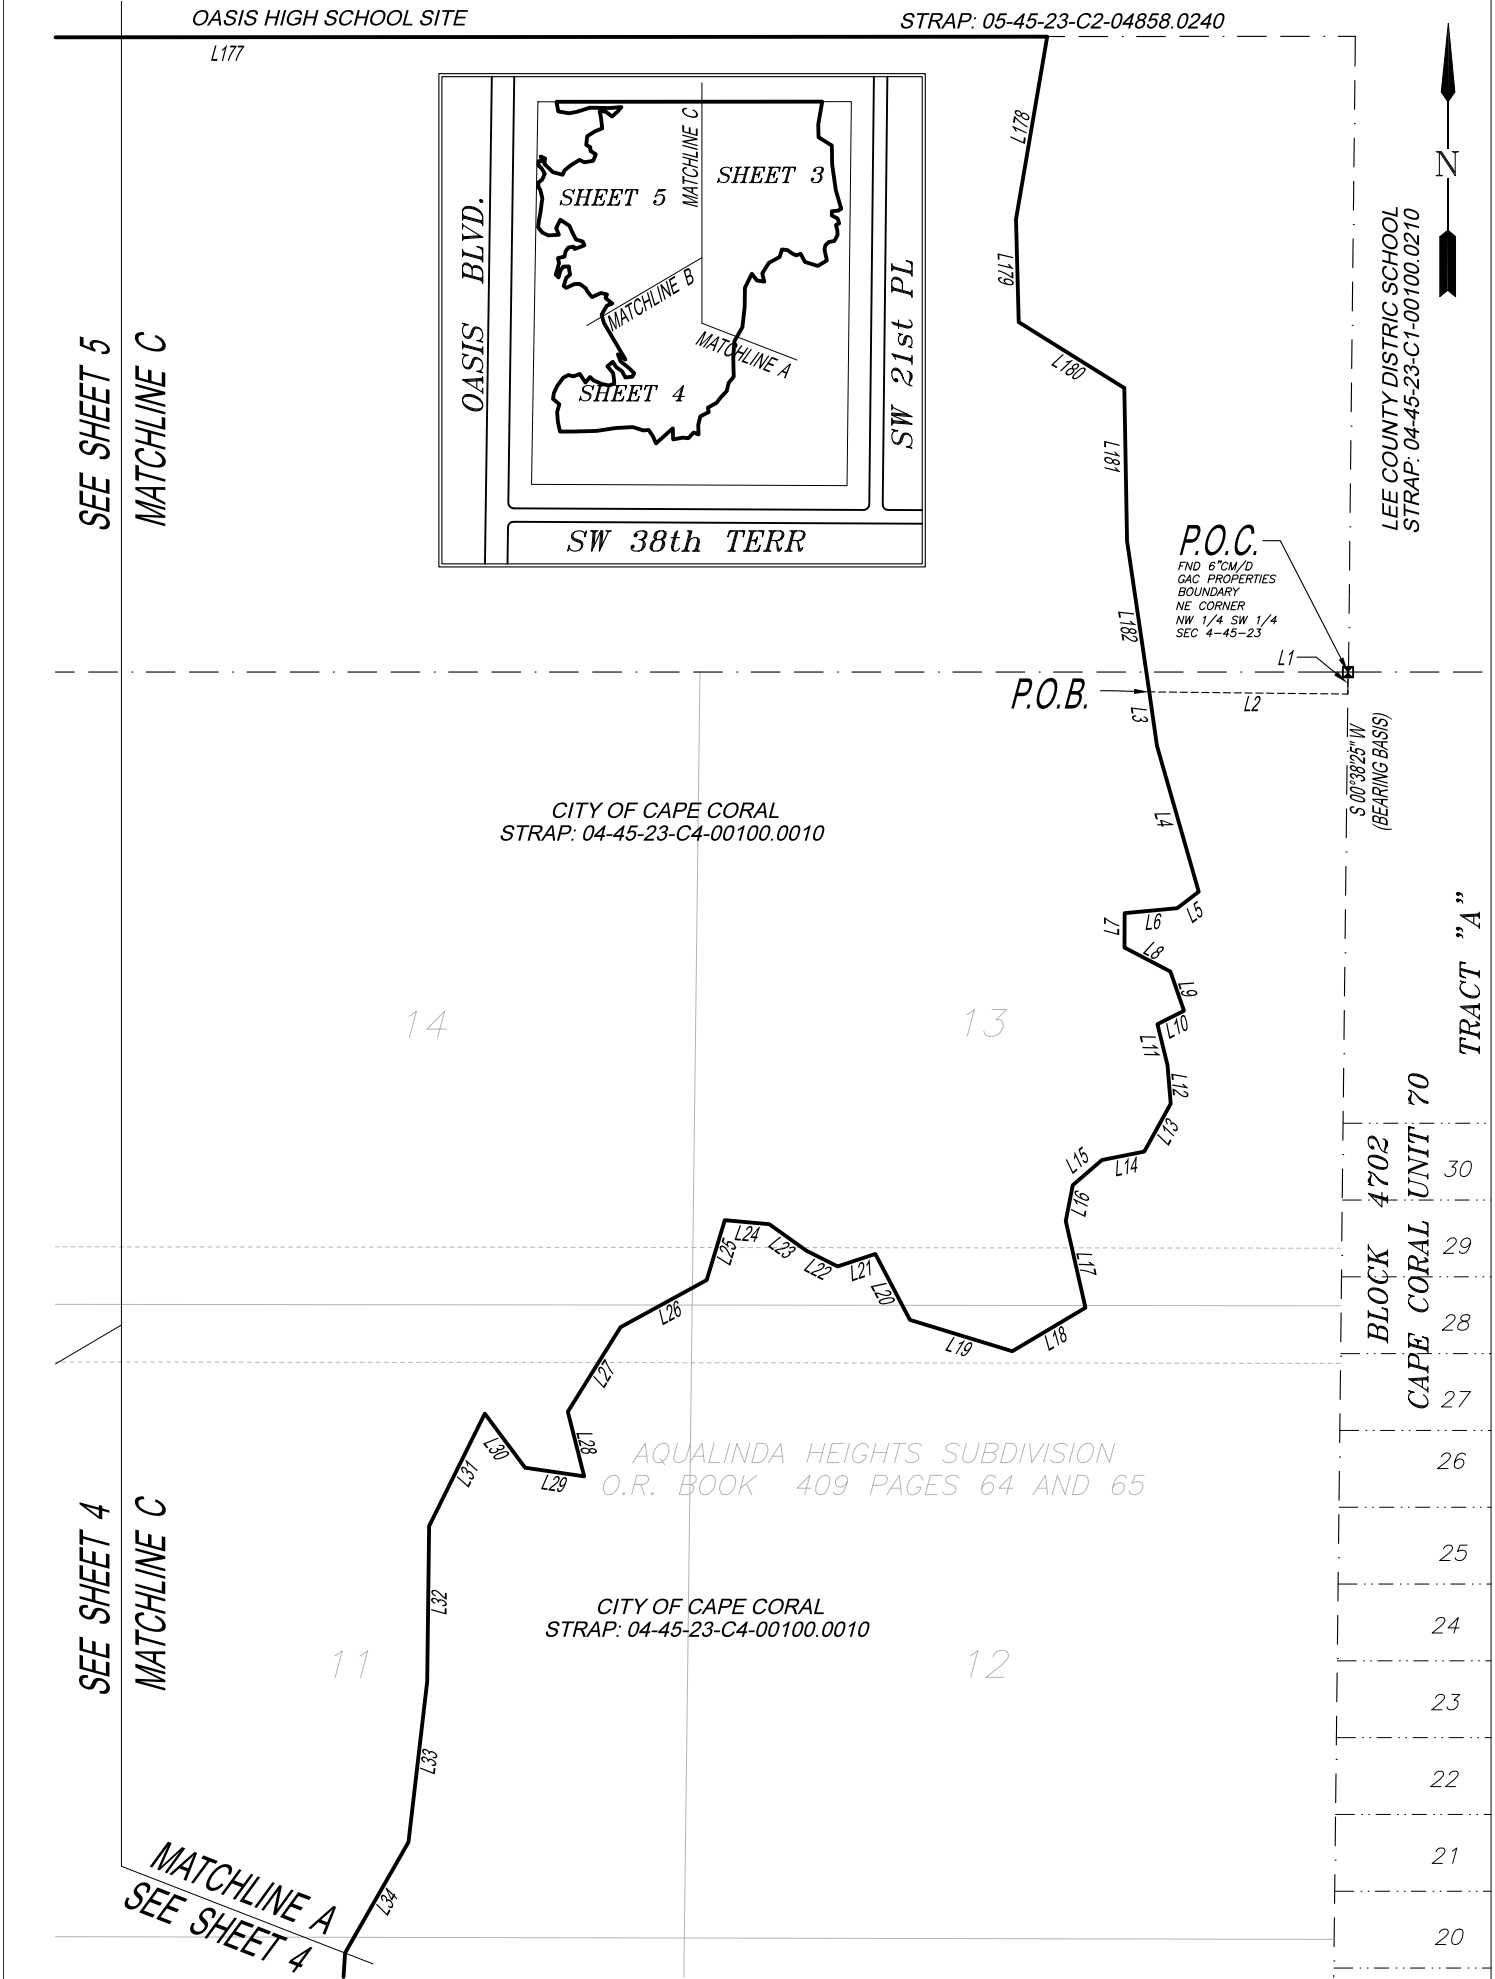 OASIS HIGH SCHOOL SITE
STRAP: 05-45-23-C2-04858.0240
L177
L178
L179
L180
L181
L182
N
LEE COUNTY DISTRIC SCHOOL
STRAP: 04-45-23-C1-00100.0210
OASIS BLVD.
SHEET 5
MATCHLINE C
SHEET 3
MATCHLINE B
MATCHLINE A
SHEET 4
SW 21st PL
SW 38th TERR
SEE SHEET 5
MATCHLINE C
P.O.C.
FND 6"CM/D
GAC PROPERTIES
BOUNDARY
NE CORNER
NW 1/4 SW 1/4
SEC 4-45-23
L1
P.O.B.
L2
L3
S 00°38'25" W
(BEARING BASIS)
L4
CITY OF CAPE CORAL
STRAP: 04-45-23-C4-00100.0010
L5
L6
L7
L8
L9
L10
L11
L12
L13
L14
L15
L16
L17
L18
L19
L20
L21
L22
L23
L24
L25
L26
L27
L28
L29
L30
L31
L32
L33
L34
14
13
TRACT "A"
BLOCK 4702
CAPE CORAL UNIT 70
30
29
28
27
26
25
24
23
22
21
20
AQUALINDA HEIGHTS SUBDIVISION
O.R. BOOK 409 PAGES 64 AND 65
CITY OF CAPE CORAL
STRAP: 04-45-23-C4-00100.0010
11
12
SEE SHEET 4
MATCHLINE C
MATCHLINE A
SEE SHEET 4